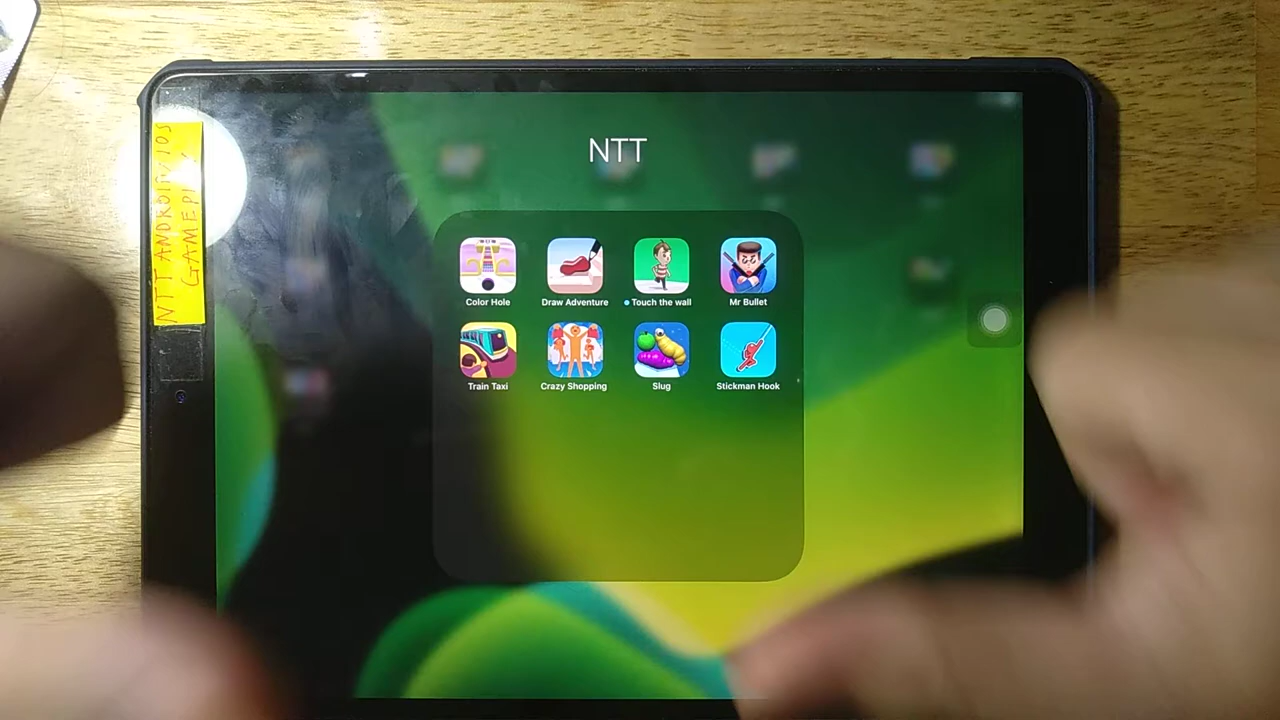 NTT ANDROID/IOS
GAMEPL
NTT
Color Hole
Draw Adventure
Touch the wall
Mr Bullet
Train Taxi
Crazy Shopping
Slug
Stickman Hook